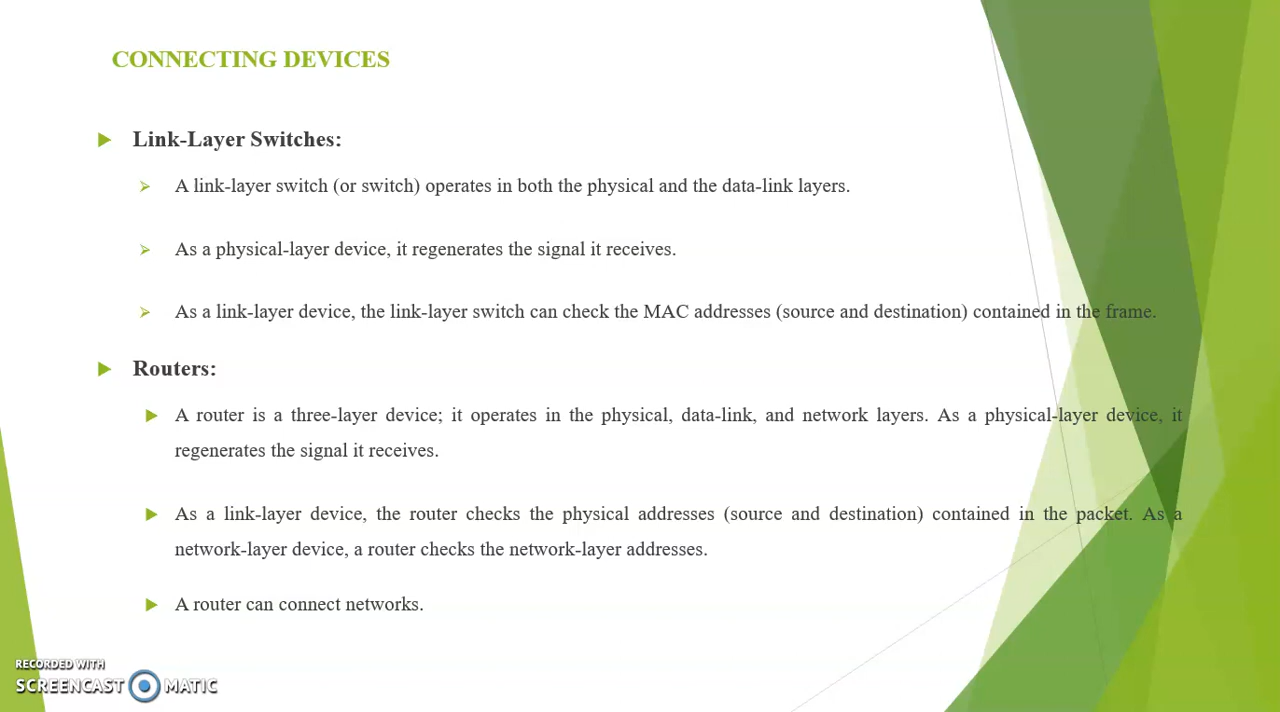 CONNECTING DEVICES
Link-Layer Switches:
A link-layer switch (or switch) operates in both the physical and the data-link layers.
As a physical-layer device, it regenerates the signal it receives.
As a link-layer device, the link-layer switch can check the MAC addresses (source and destination) contained in the frame.
Routers:
A router is a three-layer device; it operates in the physical, data-link, and network layers. As a physical-layer device, it
regenerates the signal it receives.
As a link-layer device, the router checks the physical addresses (source and destination) contained in the packet. As a
network-layer device, a router checks the network-layer addresses.
A router can connect networks.
RECORDED WITH
SCREENCAST MATIC